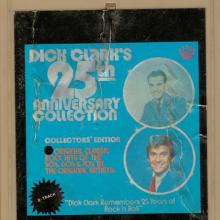 DICK CLARK'S
25th
ANNIVERSARY
COLLECTION
COLLECTORS' EDITION
ORIGINAL CLASSIC
ROCK HITS OF THE
50's, 60's & 70's BY
THE ORIGINAL ARTISTS.
8 TRACK
"Dick Clark Remembers 25 Years of
Rock 'n Roll"